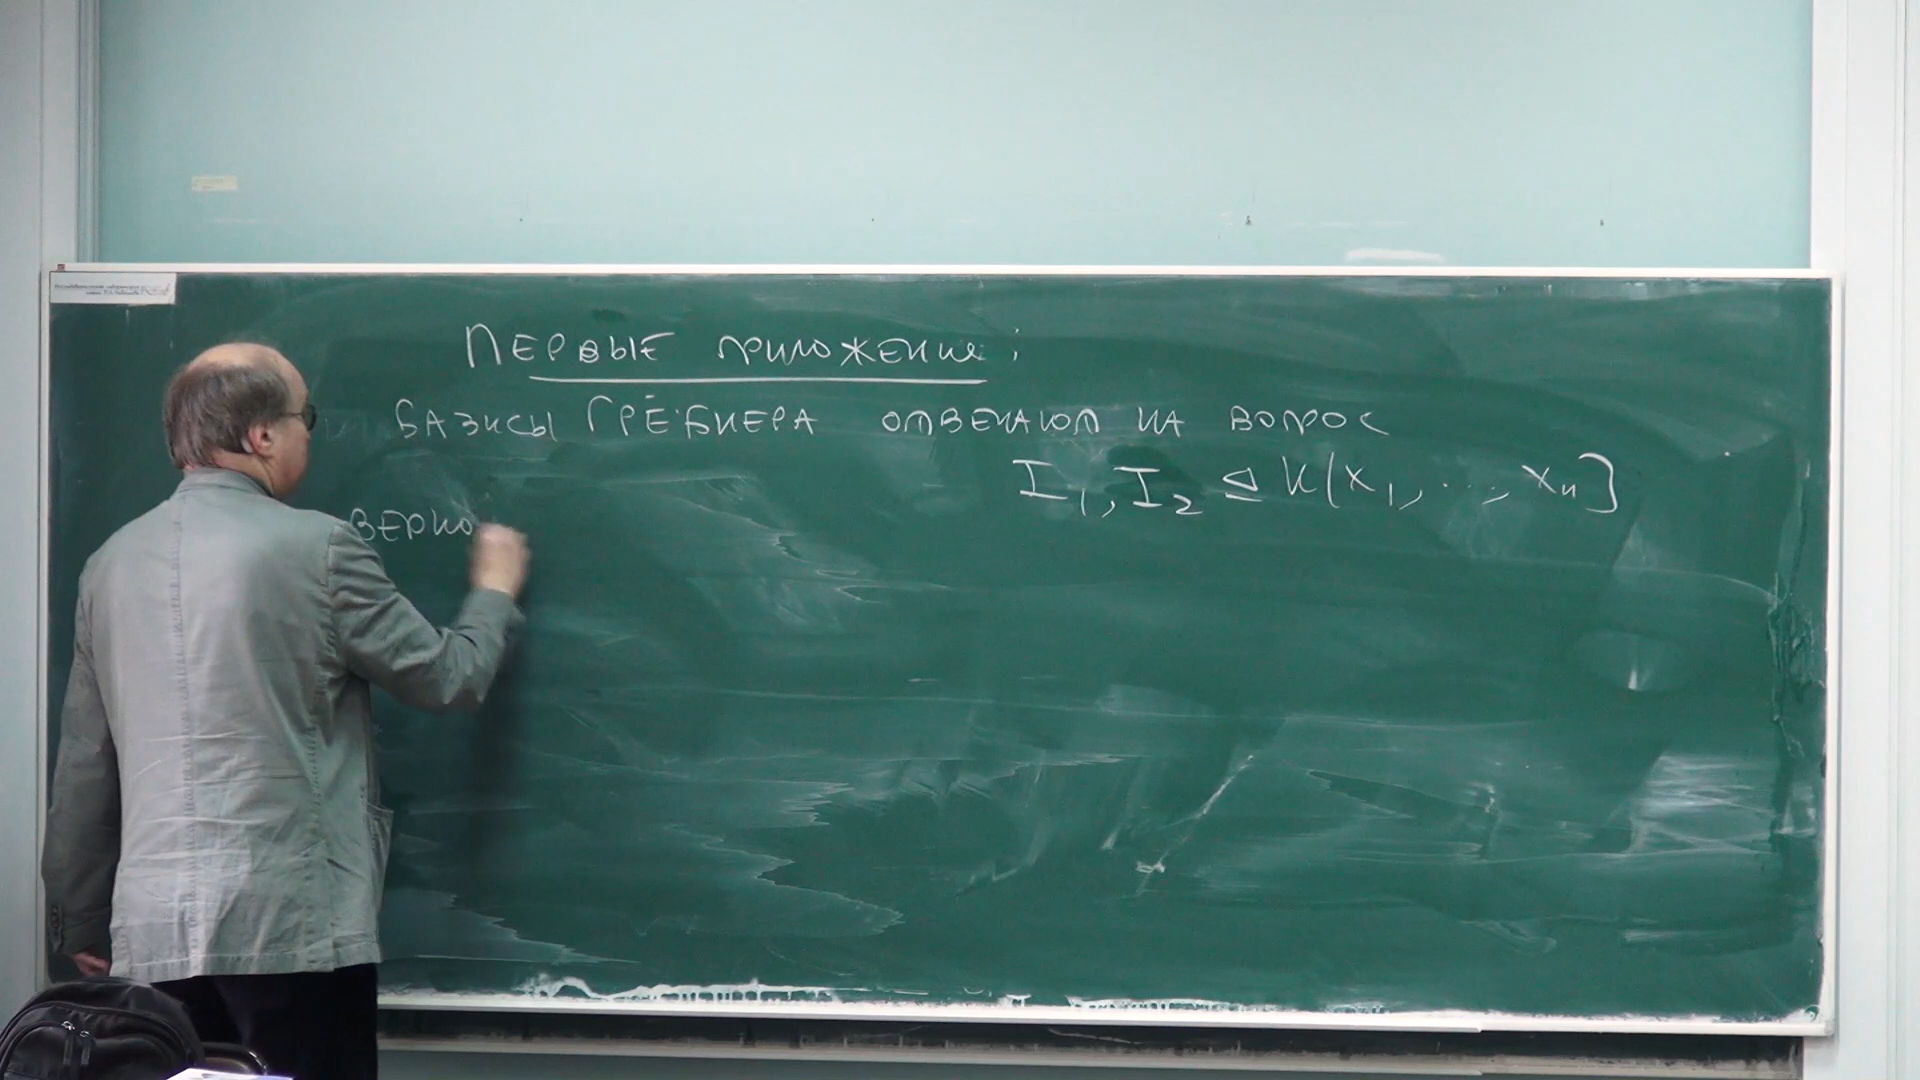 Первые приложения:
Базисы Грёбнера отвечают на вопрос
I₁, I₂ ⊴ K[x₁, ..., xₙ]
Верно